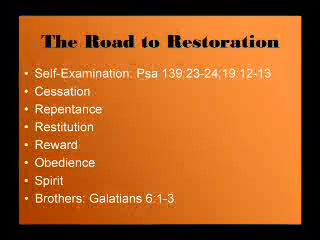 The Road to Restoration
• Self-Examination: Psa 139:23-24;19:12-13
• Cessation
• Repentance
• Restitution
• Reward
• Obedience
• Spirit
• Brothers: Galatians 6:1-3